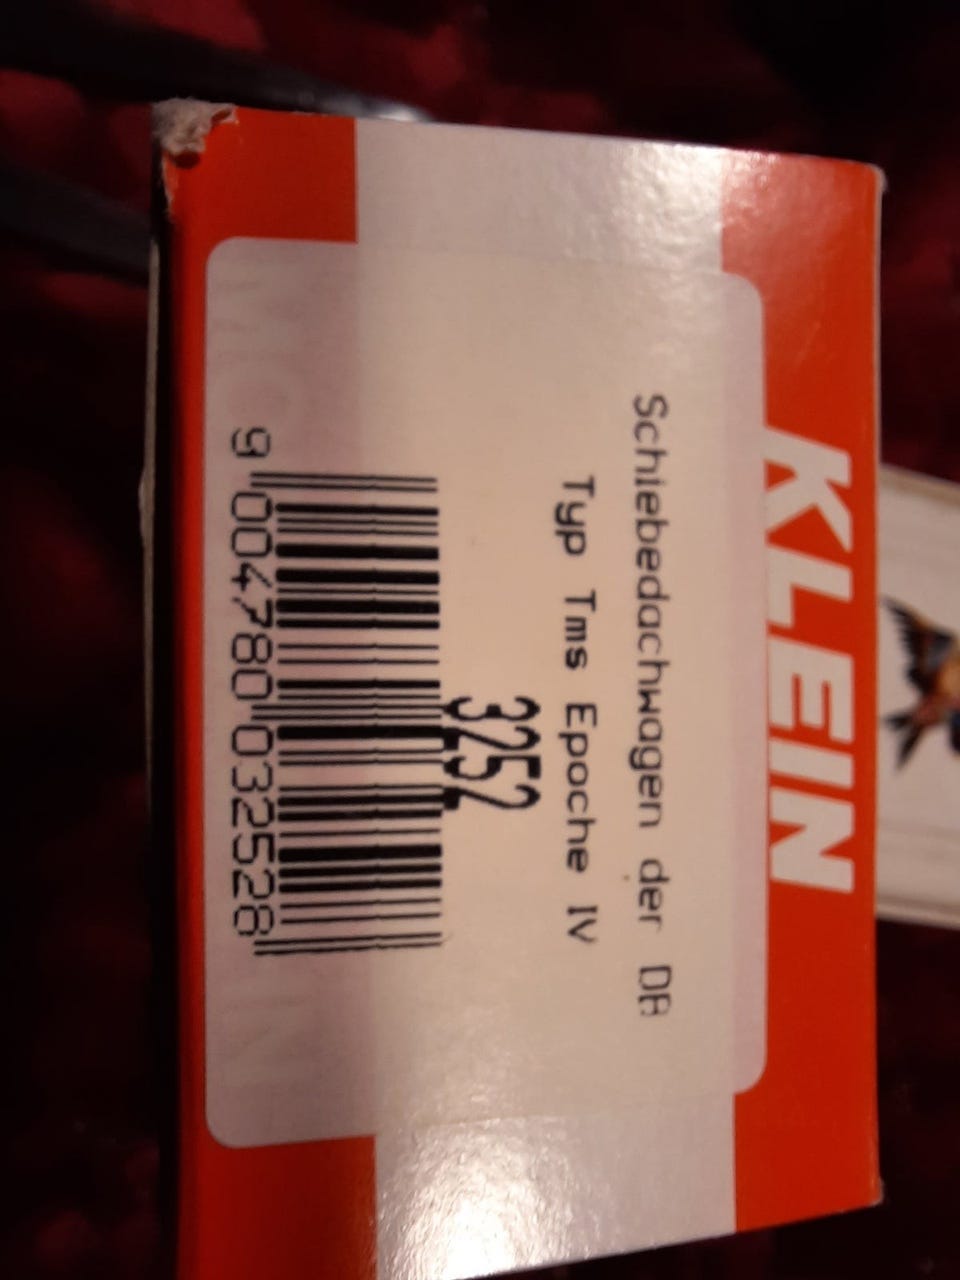 KLEIN
Schiebedachwagen der DB
Typ Tms Epoche IV
3252
9 004780 032528